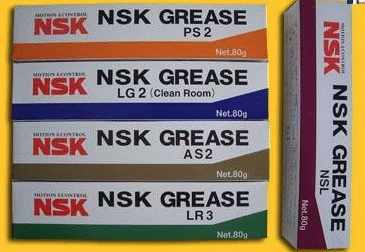 MOTION & CONTROL
NSK
NSK GREASE
PS 2
Net.80g
MOTION & CONTROL
NSK
NSK GREASE
LG 2 (Clean Room)
Net.80g
MOTION & CONTROL
NSK
NSK GREASE
AS2
Net.80g
MOTION & CONTROL
NSK
NSK GREASE
LR 3
Net.80g
MOTION & CONTROL
NSK
NSK GREASE
NSL
Net.80g